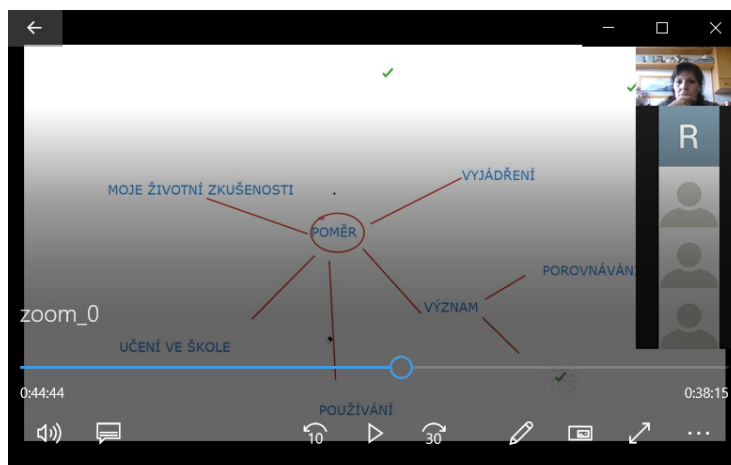 R
VYJÁDŘENÍ
MOJE ŽIVOTNÍ ZKUŠENOSTI
POMĚR
POROVNÁVÁNÍ
VÝZNAM
zoom_0
UČENÍ VE ŠKOLE
0:44:44
0:38:15
POUŽÍVÁNÍ
10
30